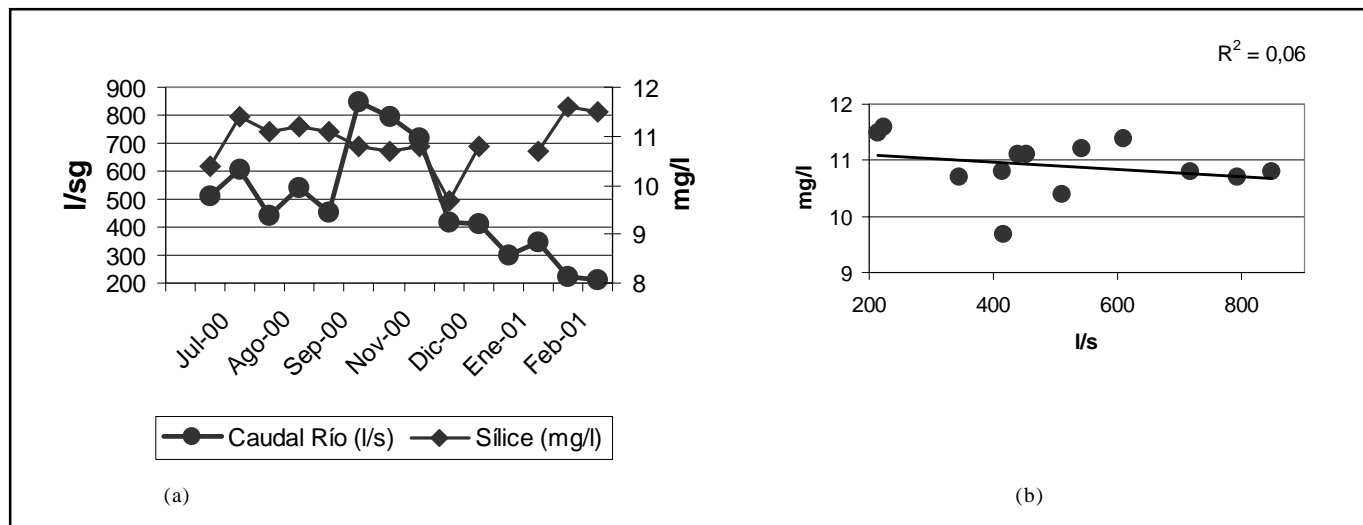 R² = 0,06
900
800
700
600
500
400
300
200
l/sg
12
11
10
9
8
mg/l
Jul-00
Ago-00
Sep-00
Nov-00
Dic-00
Ene-01
Feb-01
Caudal Río (l/s)
Sílice (mg/l)
(a)
12
11
10
9
mg/l
200
400
600
800
l/s
(b)